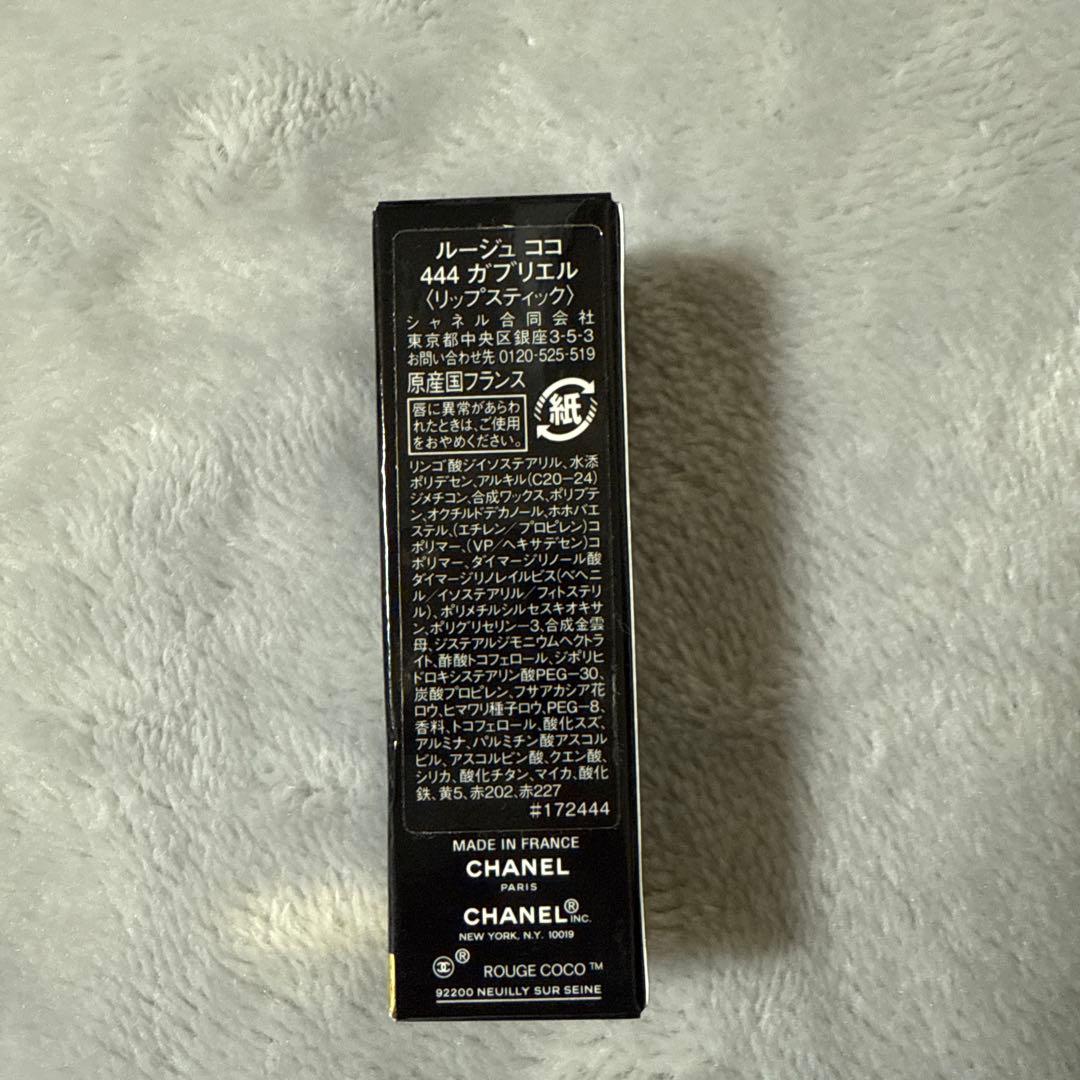 ルージュ ココ
444 ガブリエル
〈リップスティック〉
シャネル合同会社
東京都中央区銀座3-5-3
お問い合わせ先 0120-525-519
原産国フランス
紙
唇に異常があらわ
れたときは、ご使用
をおやめください。
リンゴ酸ジイソステアリル、水添
ポリデセン、アルキル(C20-24)
ジメチコン、合成ワックス、ポリブテ
ン、オクチルドデカノール、ホホバエ
ステル、(エチレン/プロピレン)コ
ポリマー、(VP/ヘキサデセン)コ
ポリマー、ダイマージリノール酸
ダイマージリノレイルビス(ベヘニ
ル/イソステアリル/フィトステリ
ル)、ポリメチルシルセスキオキサ
ン、ポリグリセリン-3、合成金雲
母、ジステアルジモニウムヘクトラ
イト、酢酸トコフェロール、ジポリヒ
ドロキシステアリン酸PEG-30、
炭酸プロピレン、フサアカシア花
ロウ、ヒマワリ種子ロウ、PEG-8、
香料、トコフェロール、酸化スズ、
アルミナ、パルミチン酸アスコル
ビル、アスコルビン酸、クエン酸、
シリカ、酸化チタン、マイカ、酸化
鉄、黄5、赤202、赤227
#172444
MADE IN FRANCE
CHANEL
PARIS
CHANEL® INC.
NEW YORK, N.Y. 10019
® ROUGE COCO™
92200 NEUILLY SUR SEINE